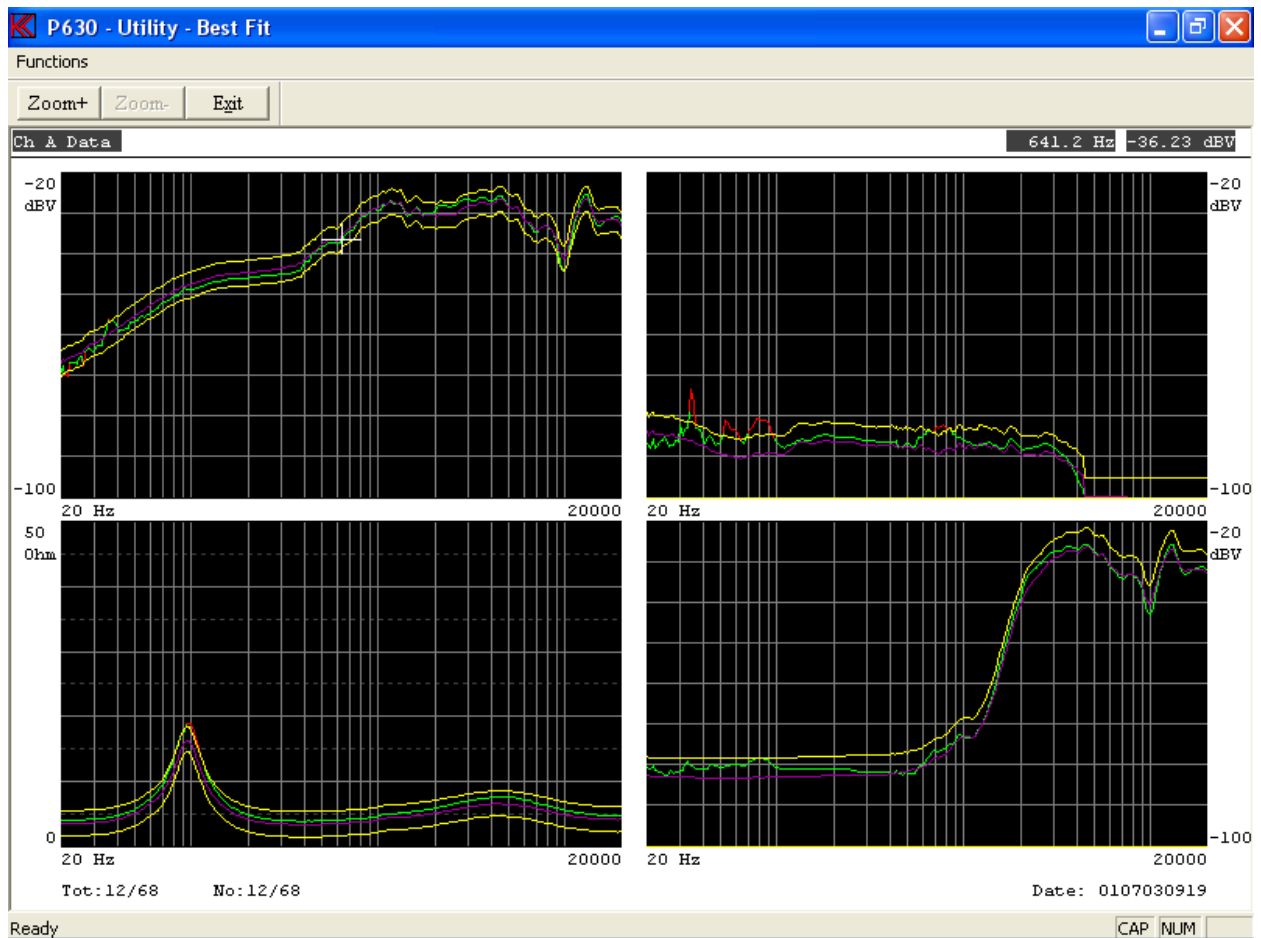 P630 - Utility - Best Fit
Functions
Zoom+ Zoom- Exit
Ch A Data 641.2 Hz -36.23 dBV
-20 -20
dBV dBV
-100 -100
20 Hz 20000 20 Hz 20000
50 -20
Ohm dBV
0 -100
20 Hz 20000 20 Hz 20000
Tot:12/68 No:12/68 Date: 0107030919
Ready CAP NUM